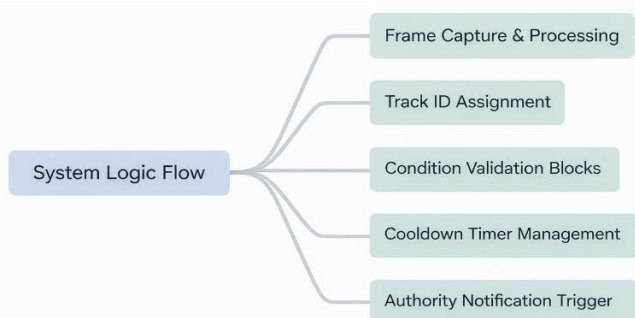 System Logic Flow
Frame Capture & Processing
Track ID Assignment
Condition Validation Blocks
Cooldown Timer Management
Authority Notification Trigger